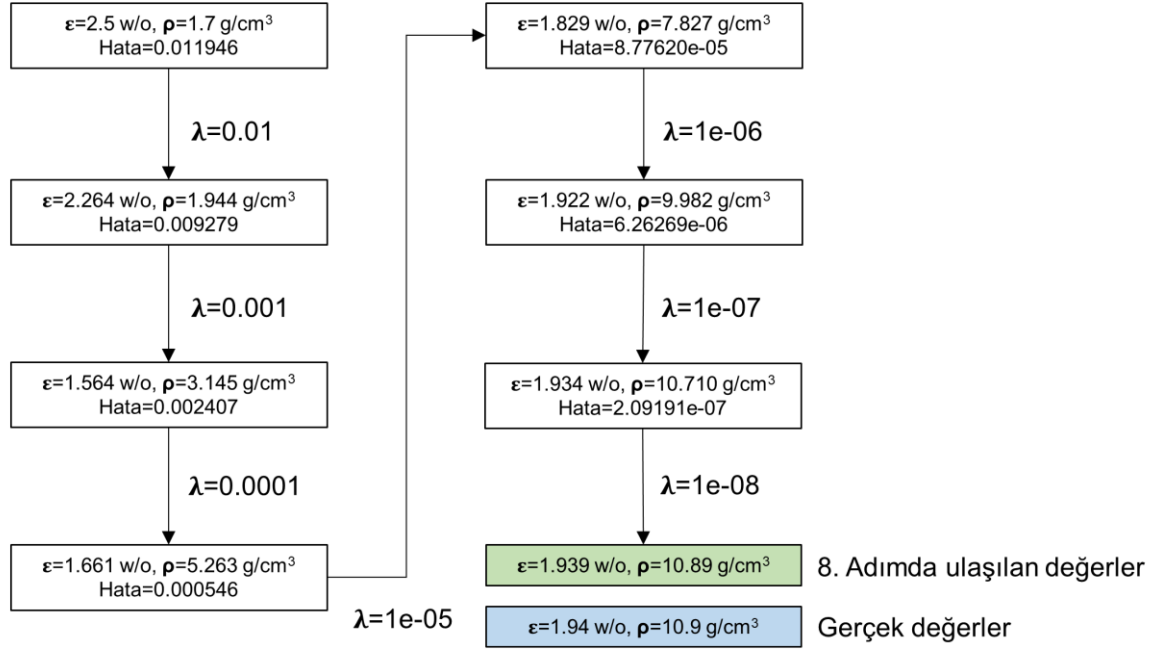 ε=2.5 w/o, ρ=1.7 g/cm³
Hata=0.011946
λ=0.01
ε=2.264 w/o, ρ=1.944 g/cm³
Hata=0.009279
λ=0.001
ε=1.564 w/o, ρ=3.145 g/cm³
Hata=0.002407
λ=0.0001
ε=1.661 w/o, ρ=5.263 g/cm³
Hata=0.000546
λ=1e-05
ε=1.829 w/o, ρ=7.827 g/cm³
Hata=8.77620e-05
λ=1e-06
ε=1.922 w/o, ρ=9.982 g/cm³
Hata=6.26269e-06
λ=1e-07
ε=1.934 w/o, ρ=10.710 g/cm³
Hata=2.09191e-07
λ=1e-08
ε=1.939 w/o, ρ=10.89 g/cm³
8. Adımda ulaşılan değerler
ε=1.94 w/o, ρ=10.9 g/cm³
Gerçek değerler